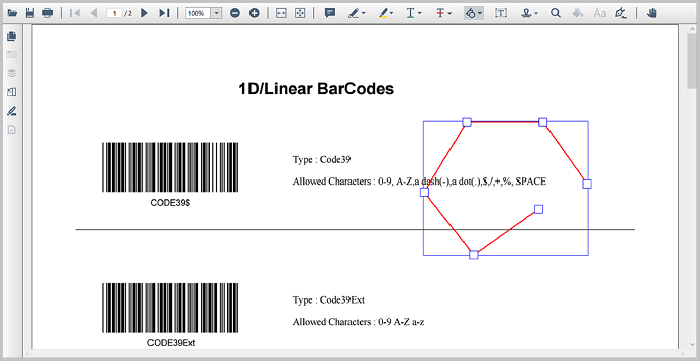 1 / 2
100%
1D/Linear BarCodes
Type : Code39
Allowed Characters : 0-9, A-Z,a dash(-),a dot(.),$,/,+,%, SPACE
CODE39$
Type : Code39Ext
Allowed Characters : 0-9 A-Z a-z
CODE39Ext